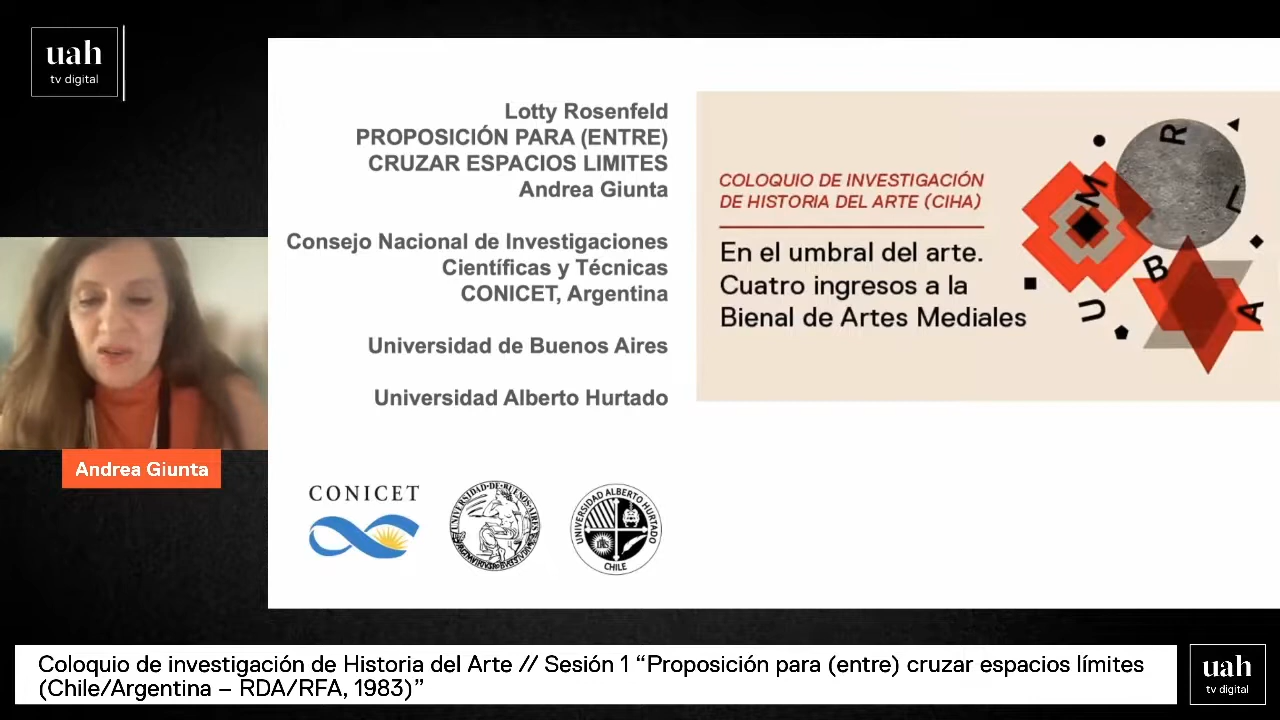 uah
tv digital
Lotty Rosenfeld
PROPOSICIÓN PARA (ENTRE)
CRUZAR ESPACIOS LIMITES
Andrea Giunta
Consejo Nacional de Investigaciones
Científicas y Técnicas
CONICET, Argentina
Universidad de Buenos Aires
Universidad Alberto Hurtado
COLOQUIO DE INVESTIGACIÓN
DE HISTORIA DEL ARTE (CIHA)
En el umbral del arte.
Cuatro ingresos a la
Bienal de Artes Mediales
U M B R A L
Andrea Giunta
CONICET
UNIVERSIDAD DE BUENOS AIRES
UNIVERSIDAD ALBERTO HURTADO
CHILE
Coloquio de investigación de Historia del Arte // Sesión 1 “Proposición para (entre) cruzar espacios límites
(Chile/Argentina – RDA/RFA, 1983)”
uah
tv digital